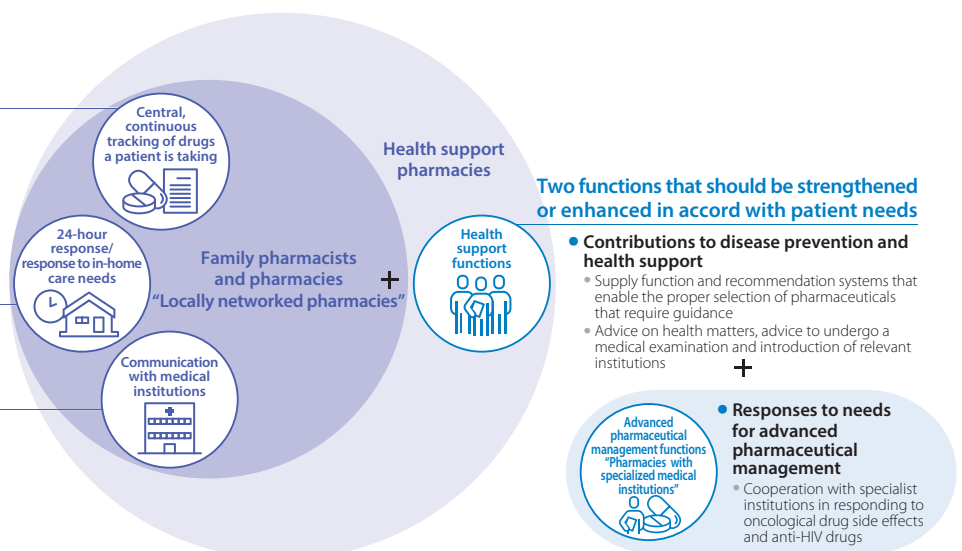 Central,
continuous
tracking of drugs
a patient is taking
24-hour
response/
response to in-home
care needs
Communication
with medical
institutions
Family pharmacists
and pharmacies
“Locally networked pharmacies”
+
Health support
pharmacies
Health
support
functions
Two functions that should be strengthened
or enhanced in accord with patient needs
• Contributions to disease prevention and
health support
• Supply function and recommendation systems that
enable the proper selection of pharmaceuticals
that require guidance
• Advice on health matters, advice to undergo a
medical examination and introduction of relevant
institutions
+
Advanced
pharmaceutical
management functions
“Pharmacies with
specialized medical
institutions”
• Responses to needs
for advanced
pharmaceutical
management
• Cooperation with specialist
institutions in responding to
oncological drug side effects
and anti-HIV drugs